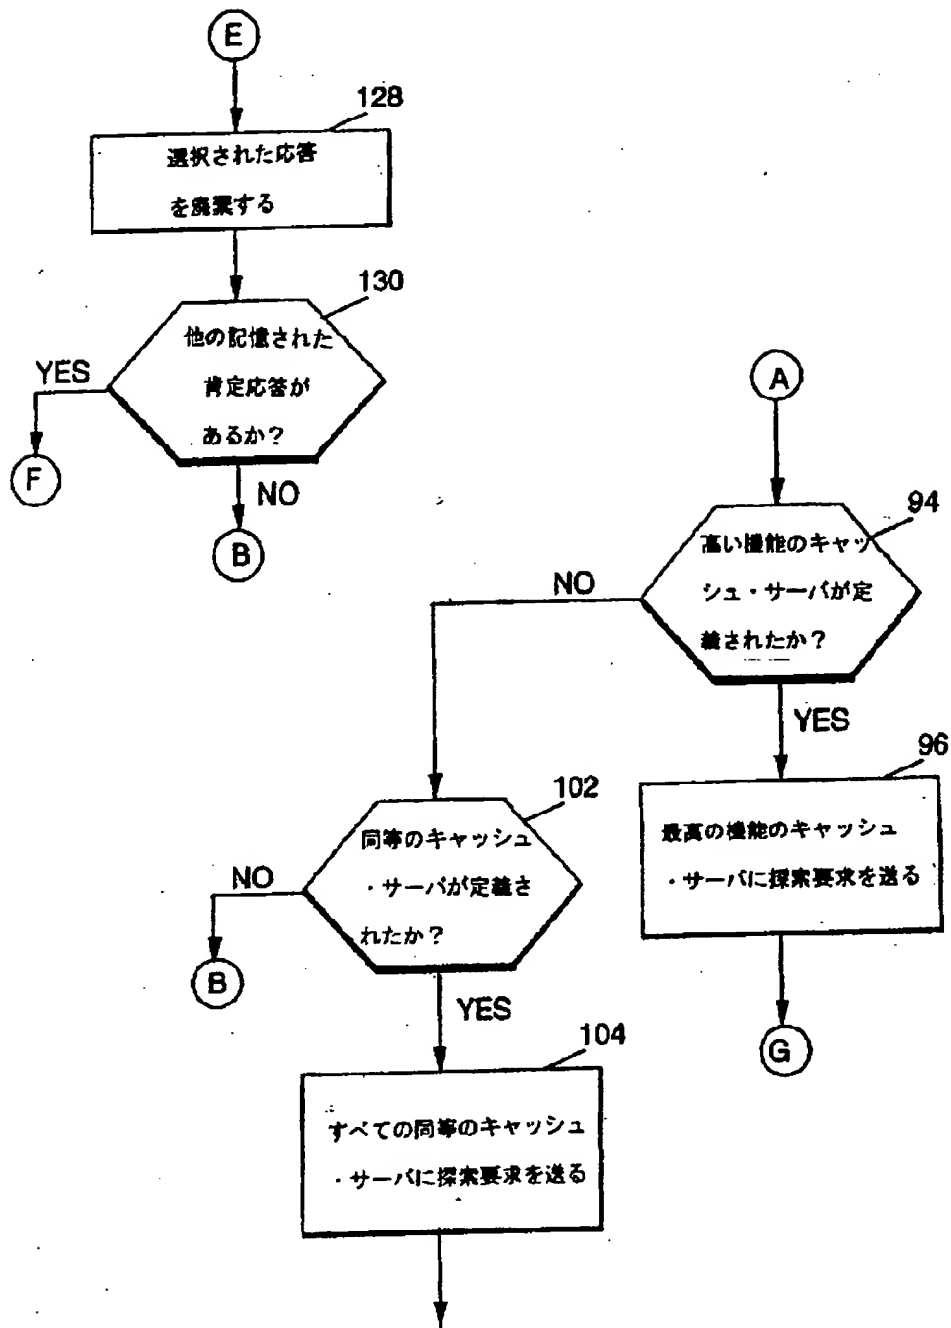 E
128
選択された応答
を廃棄する
130
他の記憶された
肯定応答が
あるか?
YES
F
NO
B
A
94
高い機能のキャッ
シュ・サーバが定
義されたか?
NO
YES
96
最高の機能のキャッシュ
・サーバに探索要求を送る
G
102
同等のキャッシュ
・サーバが定義さ
れたか?
NO
B
YES
104
すべての同等のキャッシュ
・サーバに探索要求を送る